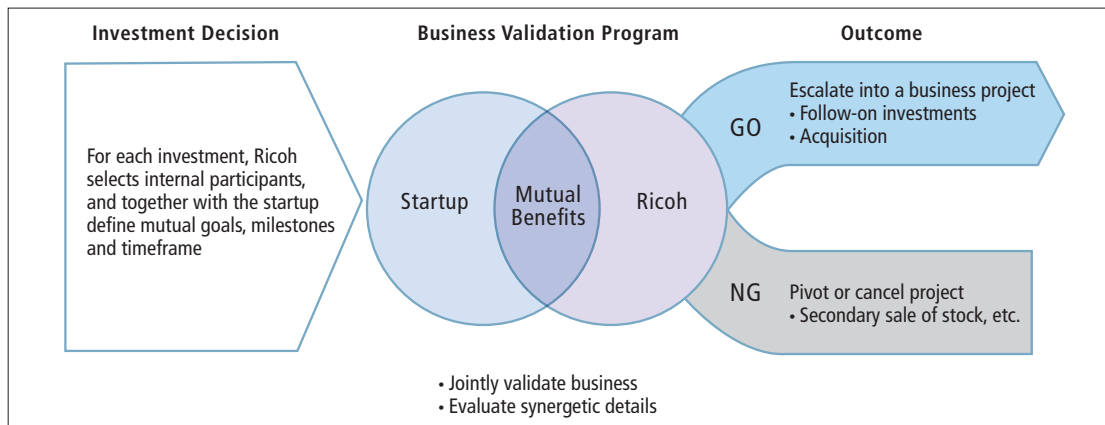 Investment Decision
Business Validation Program
Outcome
For each investment, Ricoh
selects internal participants,
and together with the startup
define mutual goals, milestones
and timeframe
Startup
Mutual
Benefits
Ricoh
GO
Escalate into a business project
• Follow-on investments
• Acquisition
NG
Pivot or cancel project
• Secondary sale of stock, etc.
• Jointly validate business
• Evaluate synergetic details